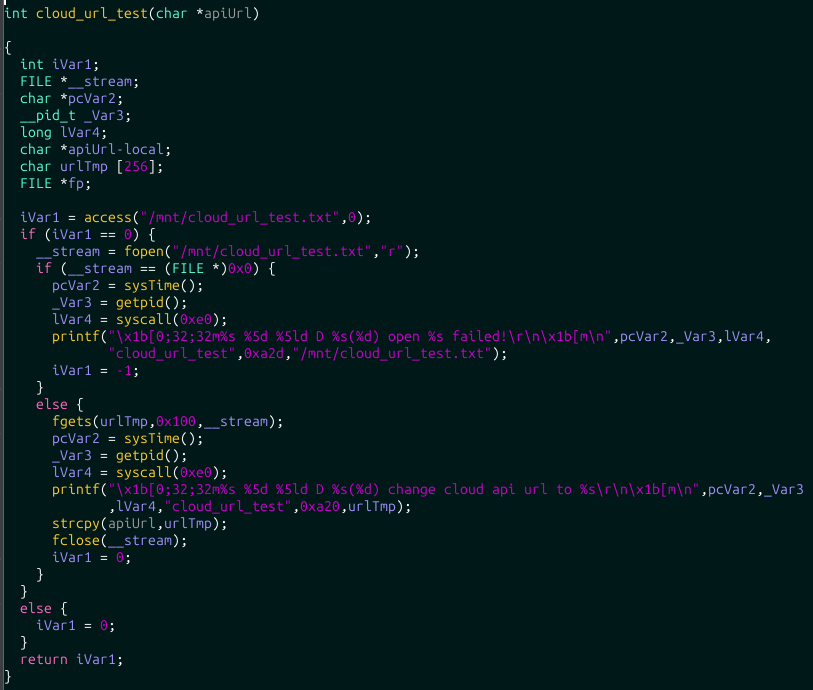 int cloud_url_test(char *apiUrl)
{
int iVar1;
FILE *__stream;
char *pcVar2;
__pid_t _Var3;
long lVar4;
char *apiUrl-local;
char urlTmp [256];
FILE *fp;
iVar1 = access("/mnt/cloud_url_test.txt",0);
if (iVar1 == 0) {
__stream = fopen("/mnt/cloud_url_test.txt","r");
if (__stream == (FILE *)0x0) {
pcVar2 = sysTime();
_Var3 = getpid();
lVar4 = syscall(0xe0);
printf("\x1b[0;32;32m%s %5d %5ld D %s(%d) open %s failed!\r\n\x1b[m\n",pcVar2,_Var3,lVar4,
"cloud_url_test",0xa2d,"/mnt/cloud_url_test.txt");
iVar1 = -1;
}
else {
fgets(urlTmp,0x100,__stream);
pcVar2 = sysTime();
_Var3 = getpid();
lVar4 = syscall(0xe0);
printf("\x1b[0;32;32m%s %5d %5ld D %s(%d) change cloud api url to %s\r\n\x1b[m\n",pcVar2,_Var3
,lVar4,"cloud_url_test",0xa20,urlTmp);
strcpy(apiUrl,urlTmp);
fclose(__stream);
iVar1 = 0;
}
}
else {
iVar1 = 0;
}
return iVar1;
}